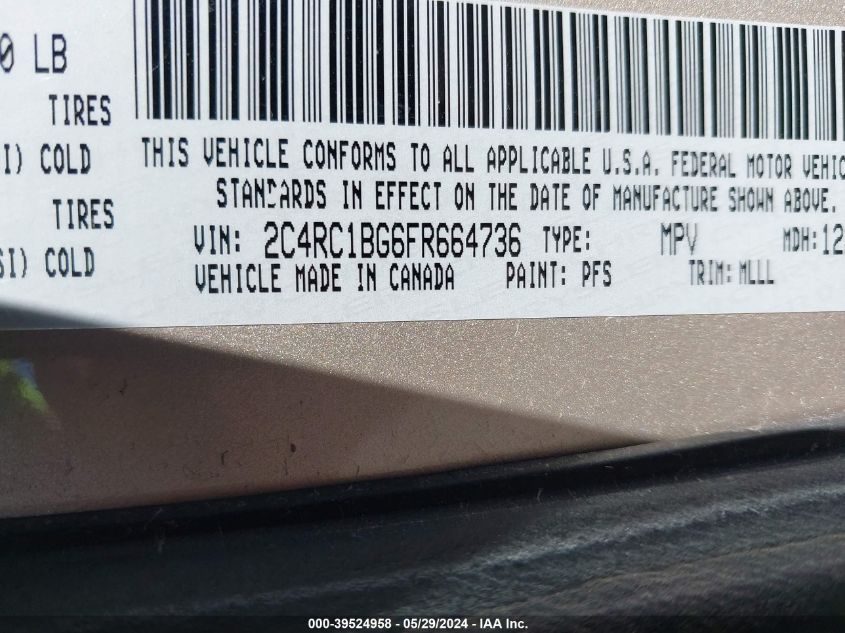 0 LB
TIRES
I) COLD
TIRES
SI) COLD
THIS VEHICLE CONFORMS TO ALL APPLICABLE U.S.A. FEDERAL MOTOR VEHIC
STANDARDS IN EFFECT ON THE DATE OF MANUFACTURE SHOWN ABOVE.
VIN: 2C4RC1BG6FR664736 TYPE: MPV MDH: 12
VEHICLE MADE IN CANADA PAINT: PFS TRIM: MLLL
000-39524958 - 05/29/2024 - IAA Inc.